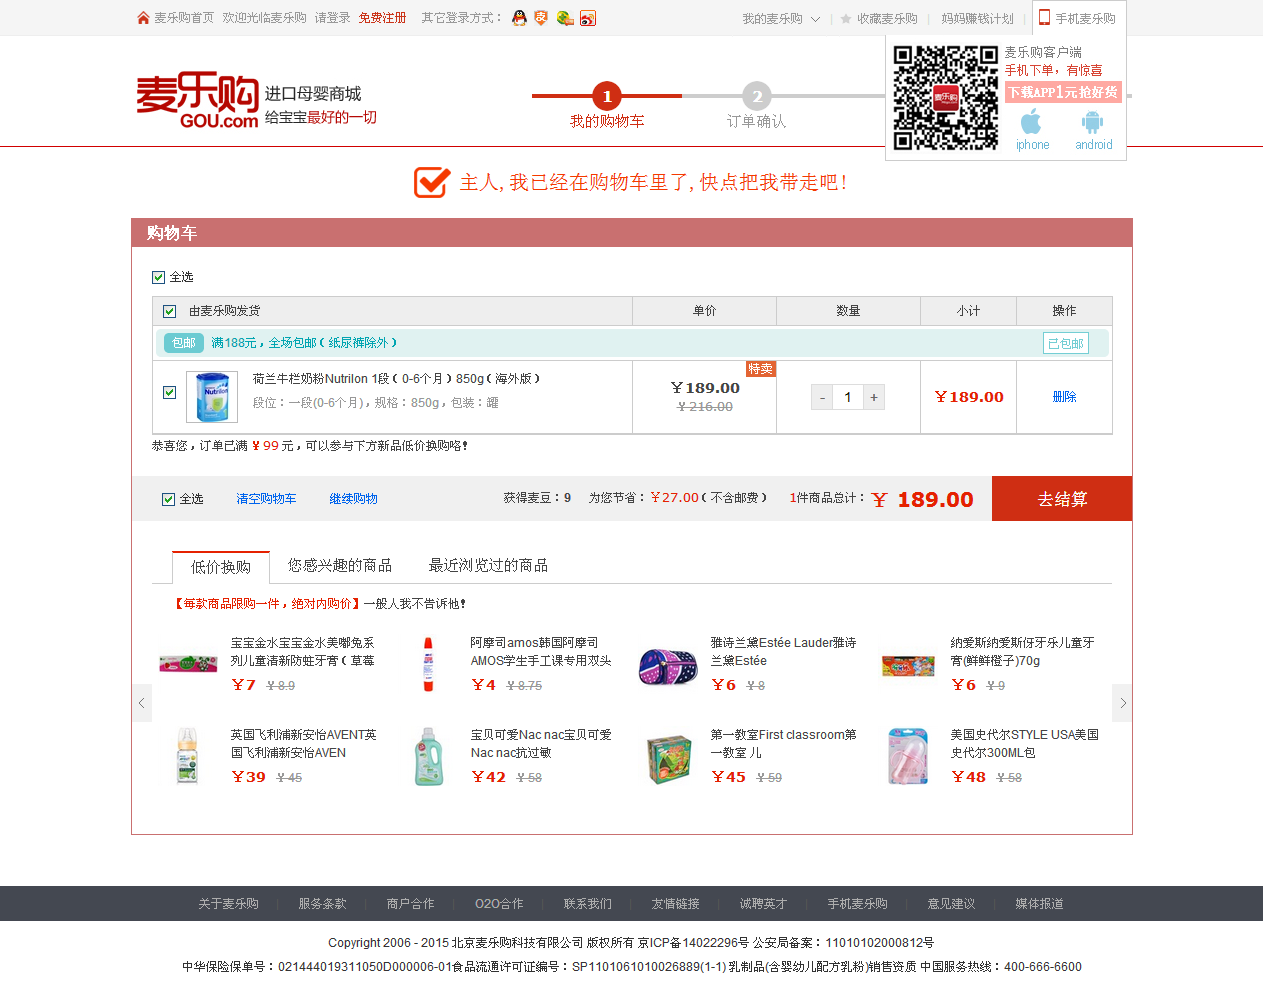 麦乐购首页 欢迎光临麦乐购 请登录 免费注册 其它登录方式：
我的麦乐购 收藏麦乐购 妈妈赚钱计划 手机麦乐购
麦乐购
GOU.com
进口母婴商城
给宝宝最好的一切
1
我的购物车
2
订单确认
麦乐购客户端
手机下单，有惊喜
下载APP1元抢好货
iphone android
主人,我已经在购物车里了,快点把我带走吧!
购物车
全选
由麦乐购发货 单价 数量 小计 操作
包邮 满188元，全场包邮（纸尿裤除外） 已包邮
特卖
荷兰牛栏奶粉Nutrilon 1段（0-6个月）850g（海外版）
段位：一段(0-6个月)，规格：850g，包装：罐
￥189.00
￥216.00
- 1 +
￥189.00
删除
恭喜您，订单已满 ¥ 99 元，可以参与下方新品低价换购咯！
全选 清空购物车 继续购物 获得麦豆：9 为您节省：￥27.00（不含邮费） 1件商品总计：￥ 189.00 去结算
低价换购 您感兴趣的商品 最近浏览过的商品
【每款商品限购一件，绝对内购价】一般人我不告诉他！
宝宝金水宝宝金水美嘟兔系
列儿童清新防蛀牙膏（草莓
￥7 ￥8.9
阿摩司amos韩国阿摩司
AMOS学生手工课专用双头
￥4 ￥8.75
雅诗兰黛Estée Lauder雅诗
兰黛Estée
￥6 ￥8
纳爱斯纳爱斯伢牙乐儿童牙
膏(鲜鲜橙子)70g
￥6 ￥9
英国飞利浦新安怡AVENT英
国飞利浦新安怡AVEN
￥39 ￥45
宝贝可爱Nac nac宝贝可爱
Nac nac抗过敏
￥42 ￥58
第一教室First classroom第
一教室 儿
￥45 ￥59
美国史代尔STYLE USA美国
史代尔300ML包
￥48 ￥58
关于麦乐购 服务条款 商户合作 O2O合作 联系我们 友情链接 诚聘英才 手机麦乐购 意见建议 媒体报道
Copyright 2006 - 2015 北京麦乐购科技有限公司 版权所有 京ICP备14022296号 公安局备案：11010102000812号
中华保险保单号：021444019311050D000006-01食品流通许可证编号：SP1101061010026889(1-1) 乳制品(含婴幼儿配方乳粉)销售资质 中国服务热线：400-666-6600